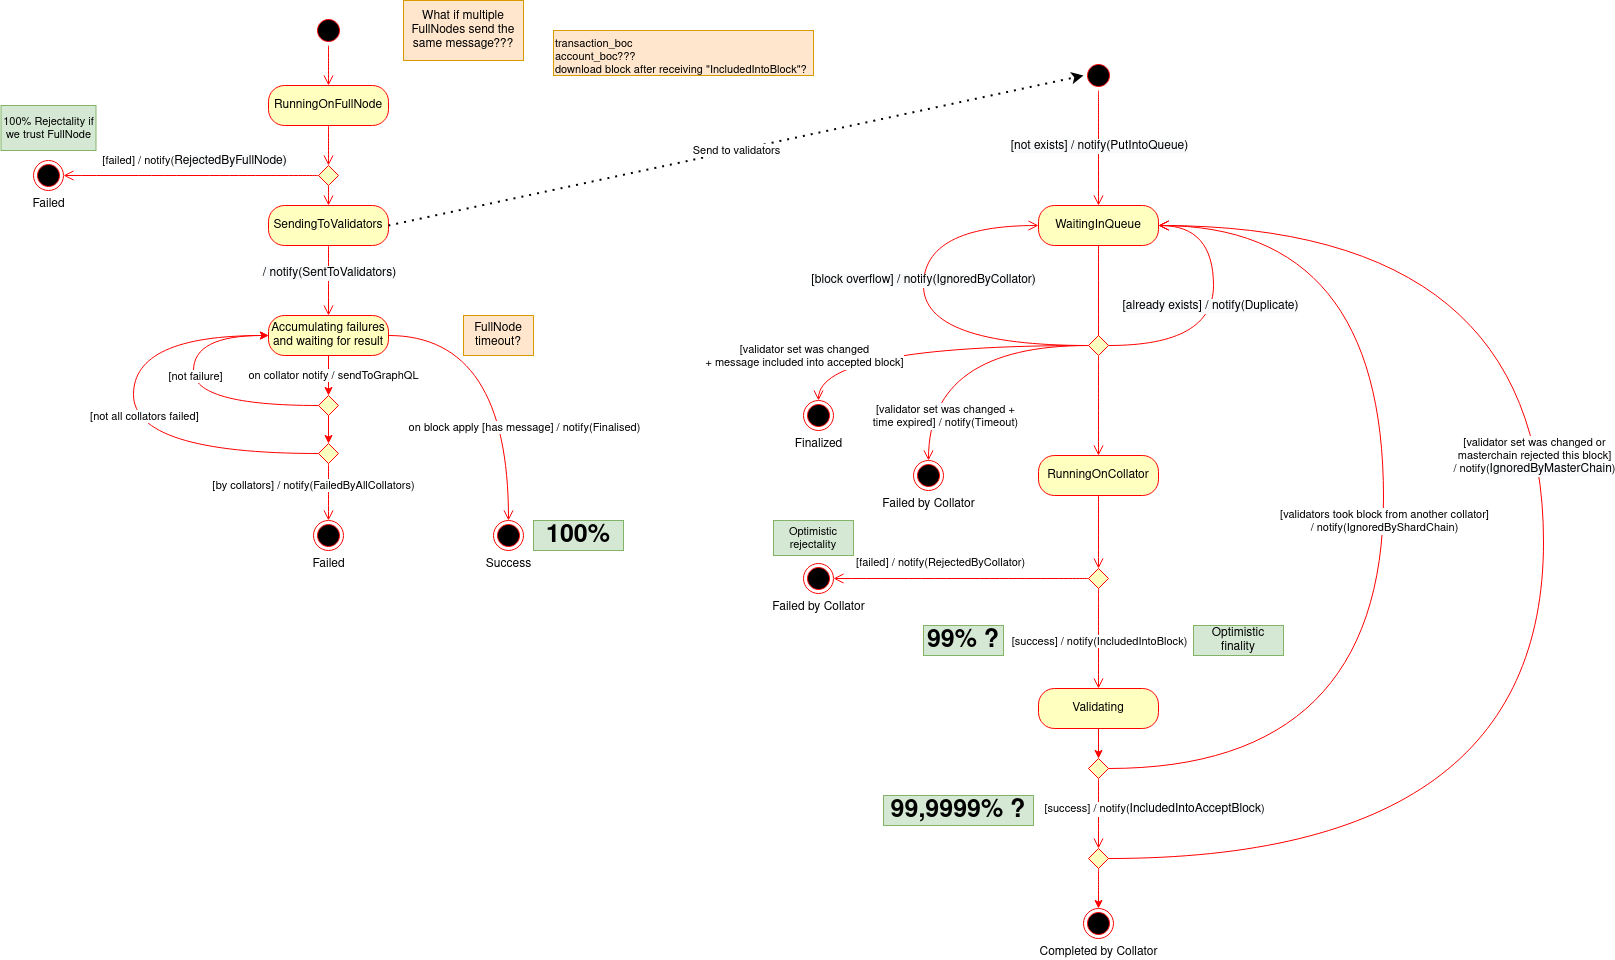 What if multiple
FullNodes send the
same message???
transaction_boc
account_boc???
download block after receiving "IncludedIntoBlock"?
RunningOnFullNode
100% Rejectality if
we trust FullNode
[failed] / notify(RejectedByFullNode)
Failed
SendingToValidators
Send to validators
/ notify(SentToValidators)
Accumulating failures
and waiting for result
FullNode
timeout?
[not failure]
on collator notify / sendToGraphQL
[not all collators failed]
on block apply [has message] / notify(Finalised)
[by collators] / notify(FailedByAllCollators)
Failed
Success
100%
[not exists] / notify(PutIntoQueue)
WaitingInQueue
[block overflow] / notify(IgnoredByCollator)
[already exists] / notify(Duplicate)
[validator set was changed
+ message included into accepted block]
Finalized
[validator set was changed +
time expired] / notify(Timeout)
Failed by Collator
RunningOnCollator
Optimistic
rejectality
[failed] / notify(RejectedByCollator)
Failed by Collator
99% ?
[success] / notify(IncludedIntoBlock)
Optimistic
finality
Validating
[validators took block from another collator]
/ notify(IgnoredByShardChain)
[validator set was changed or
masterchain rejected this block]
/ notify(IgnoredByMasterChain)
99,9999% ?
[success] / notify(IncludedIntoAcceptBlock)
Completed by Collator